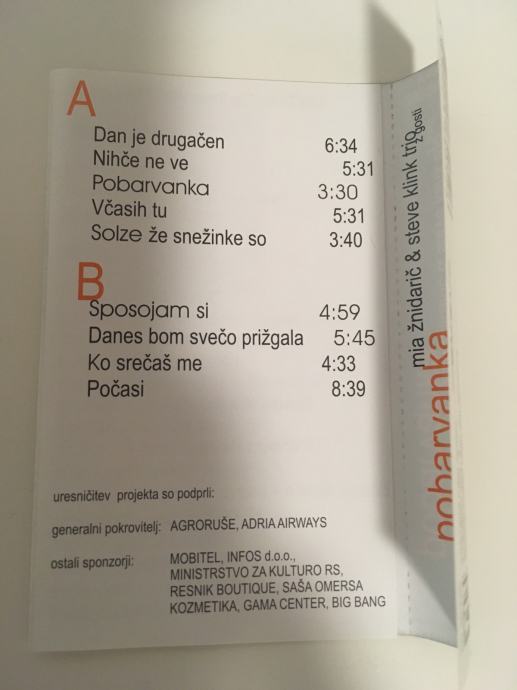 A
Dan je drugačen 6:34
Nihče ne ve 5:31
Pobarvanka 3:30
Včasih tu 5:31
Solze že snežinke so 3:40
B
Sposojam si 4:59
Danes bom svečo prižgala 5:45
Ko srečaš me 4:33
Počasi 8:39
uresničitev projekta so podprli:
generalni pokrovitelj: AGRORUŠE, ADRIA AIRWAYS
ostali sponzorji: MOBITEL, INFOS d.o.o.,
MINISTRSTVO ZA KULTURO RS,
RESNIK BOUTIQUE, SAŠA OMERSA
KOZMETIKA, GAMA CENTER, BIG BANG
mia žnidarič & steve klink trio
z gosti
pobarvanka